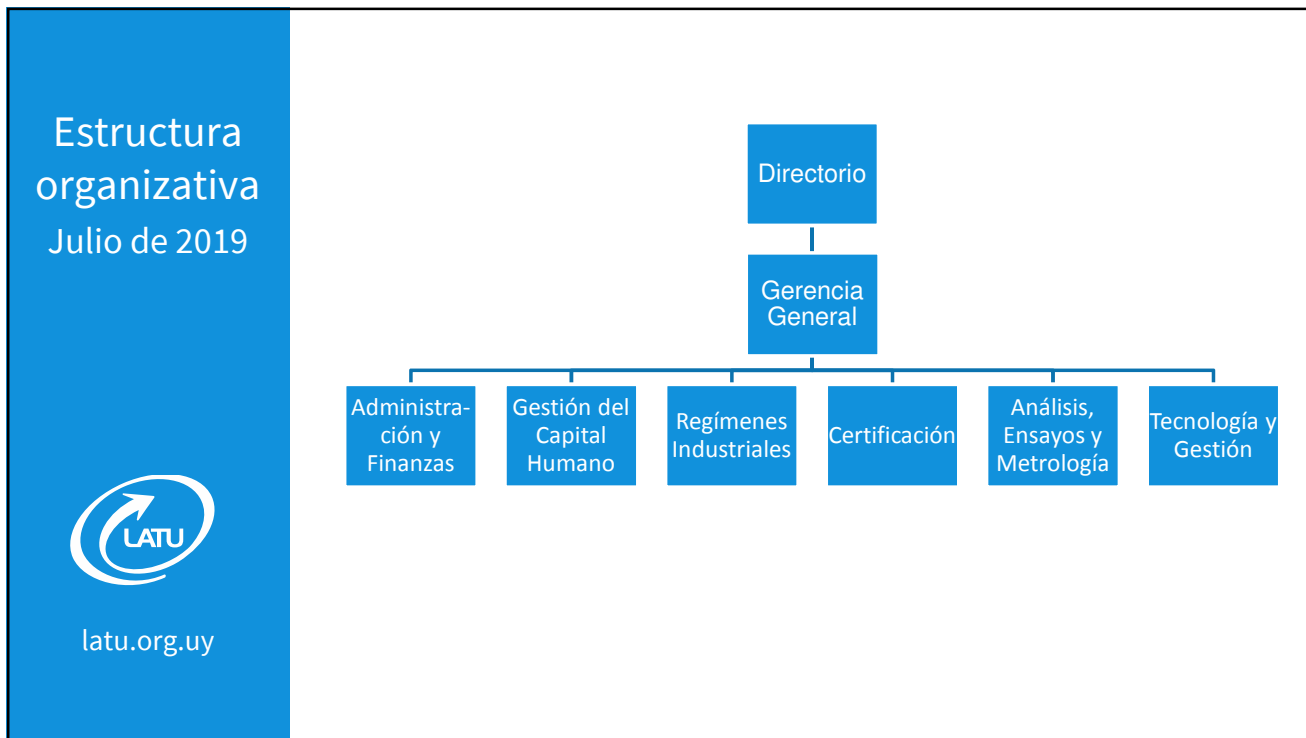 Estructura
organizativa
Julio de 2019
LATU
latu.org.uy
Directorio
Gerencia
General
Administra-
ción y
Finanzas
Gestión del
Capital
Humano
Regímenes
Industriales
Certificación
Análisis,
Ensayos y
Metrología
Tecnología y
Gestión